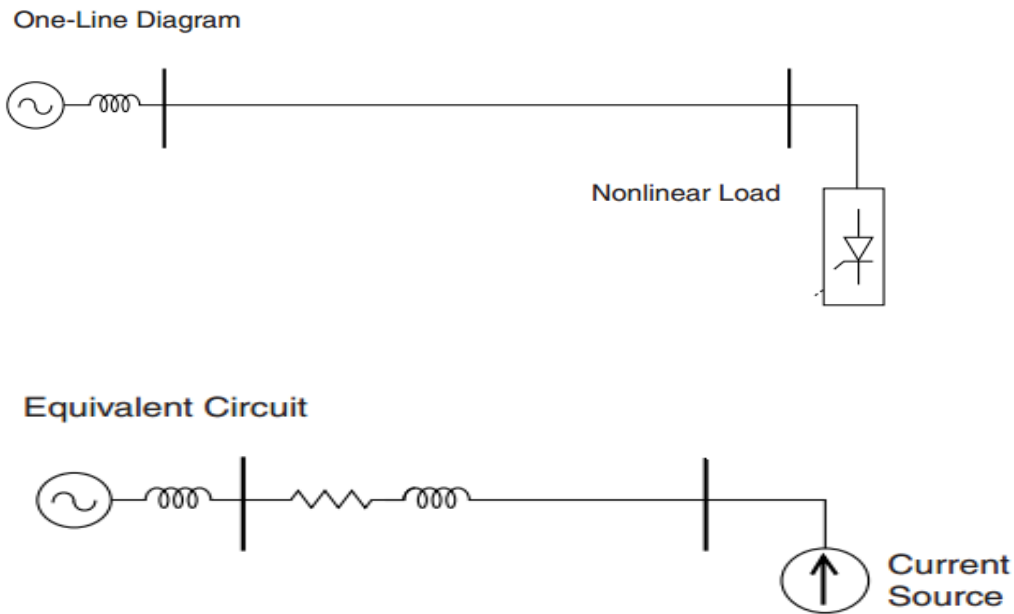 One-Line Diagram
Nonlinear Load
Equivalent Circuit
Current
Source